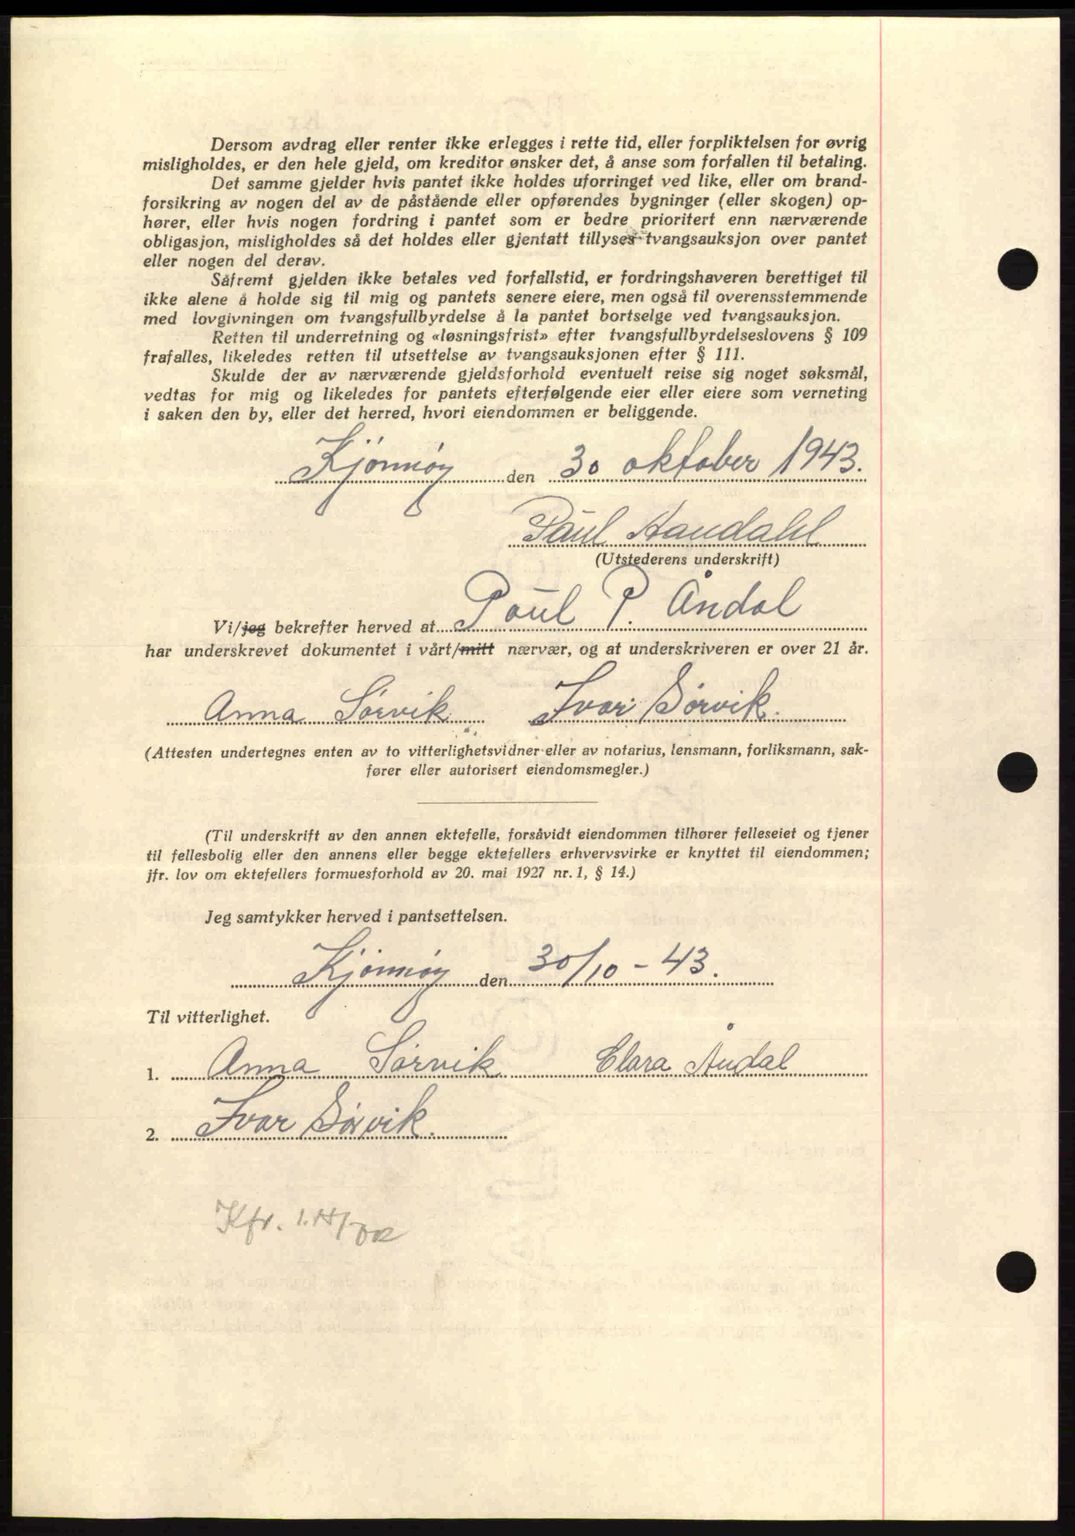 Dersom avdrag eller renter ikke erlegges i rette tid, eller forpliktelsen for øvrig
misligholdes, er den hele gjeld, om kreditor ønsker det, å anse som forfallen til betaling.
Det samme gjelder hvis pantet ikke holdes uforringet ved like, eller om brand-
forsikring av nogen del av de påstående eller opførendes bygninger (eller skogen) op-
hører, eller hvis nogen fordring i pantet som er bedre prioritert enn nærværende
obligasjon, misligholdes så det holdes eller gjentatt tillyses tvangsauksjon over pantet
eller nogen del derav.
Såfremt gjelden ikke betales ved forfallstid, er fordringshaveren berettiget til
ikke alene å holde sig til mig og pantets senere eiere, men også til overensstemmende
med lovgivningen om tvangsfullbyrdelse å la pantet bortselge ved tvangsauksjon.
Retten til underretning og «løsningsfrist» efter tvangsfullbyrdelseslovens § 109
frafalles, likeledes retten til utsettelse av tvangsauksjonen efter § 111.
Skulde der av nærværende gjeldsforhold eventuelt reise sig noget søksmål,
vedtas for mig og likeledes for pantets efterfølgende eier eller eiere som verneting
i saken den by, eller det herred, hvori eiendommen er beliggende.
Kjönnöy den 30 oktober 1943.
Paul Aandahl
(Utstederens underskrift)
Vi/jeg bekrefter herved at Poul P. Åndal
har underskrevet dokumentet i vårt/mitt nærvær, og at underskriveren er over 21 år.
Anna Sørvik Ivar Sørvik.
(Attesten undertegnes enten av to vitterlighetsvidner eller av notarius, lensmann, forliksmann, sak-
fører eller autorisert eiendomsmegler.)
(Til underskrift av den annen ektefelle, forsåvidt eiendommen tilhører felleseiet og tjener
til fellesbolig eller den annens eller begge ektefellers erhvervsvirke er knyttet til eiendommen;
jfr. lov om ektefellers formuesforhold av 20. mai 1927 nr. 1, § 14.)
Jeg samtykker herved i pantsettelsen.
Kjönnöy den 30/10 - 43.
Til vitterlighet.
1. Anna Sørvik Clara Åndal
2. Ivar Sørvik.
Kfr.